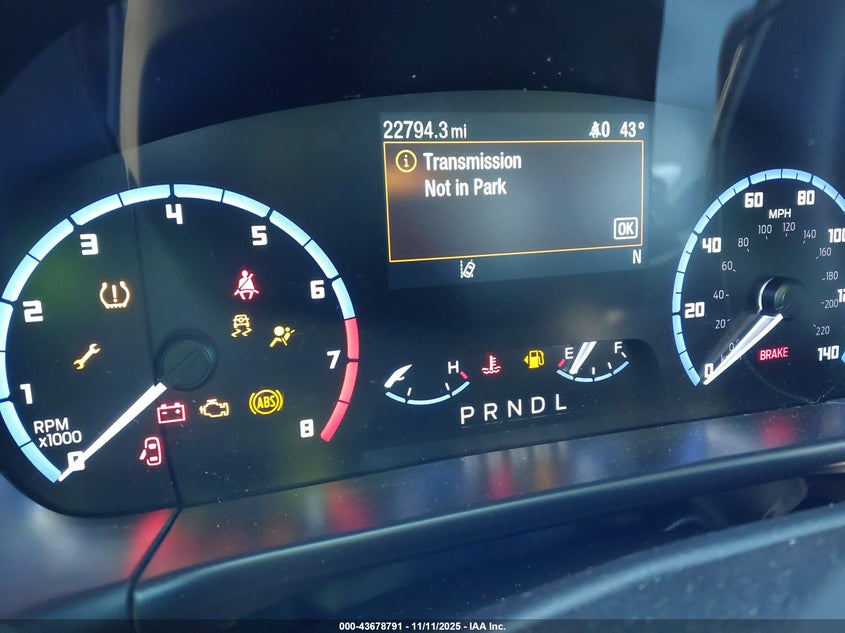 22794.3 mi 0 43°
Transmission
Not in Park
OK
N
0 1 2 3 4 5 6 7 8
RPM
x1000
ABS
H
E F
PRNDL
0 20 40 60 80 100 140
MPH
20 40 60 80 100 120 140 160 200 220
BRAKE
000-43678791 - 11/11/2025 - IAA Inc.